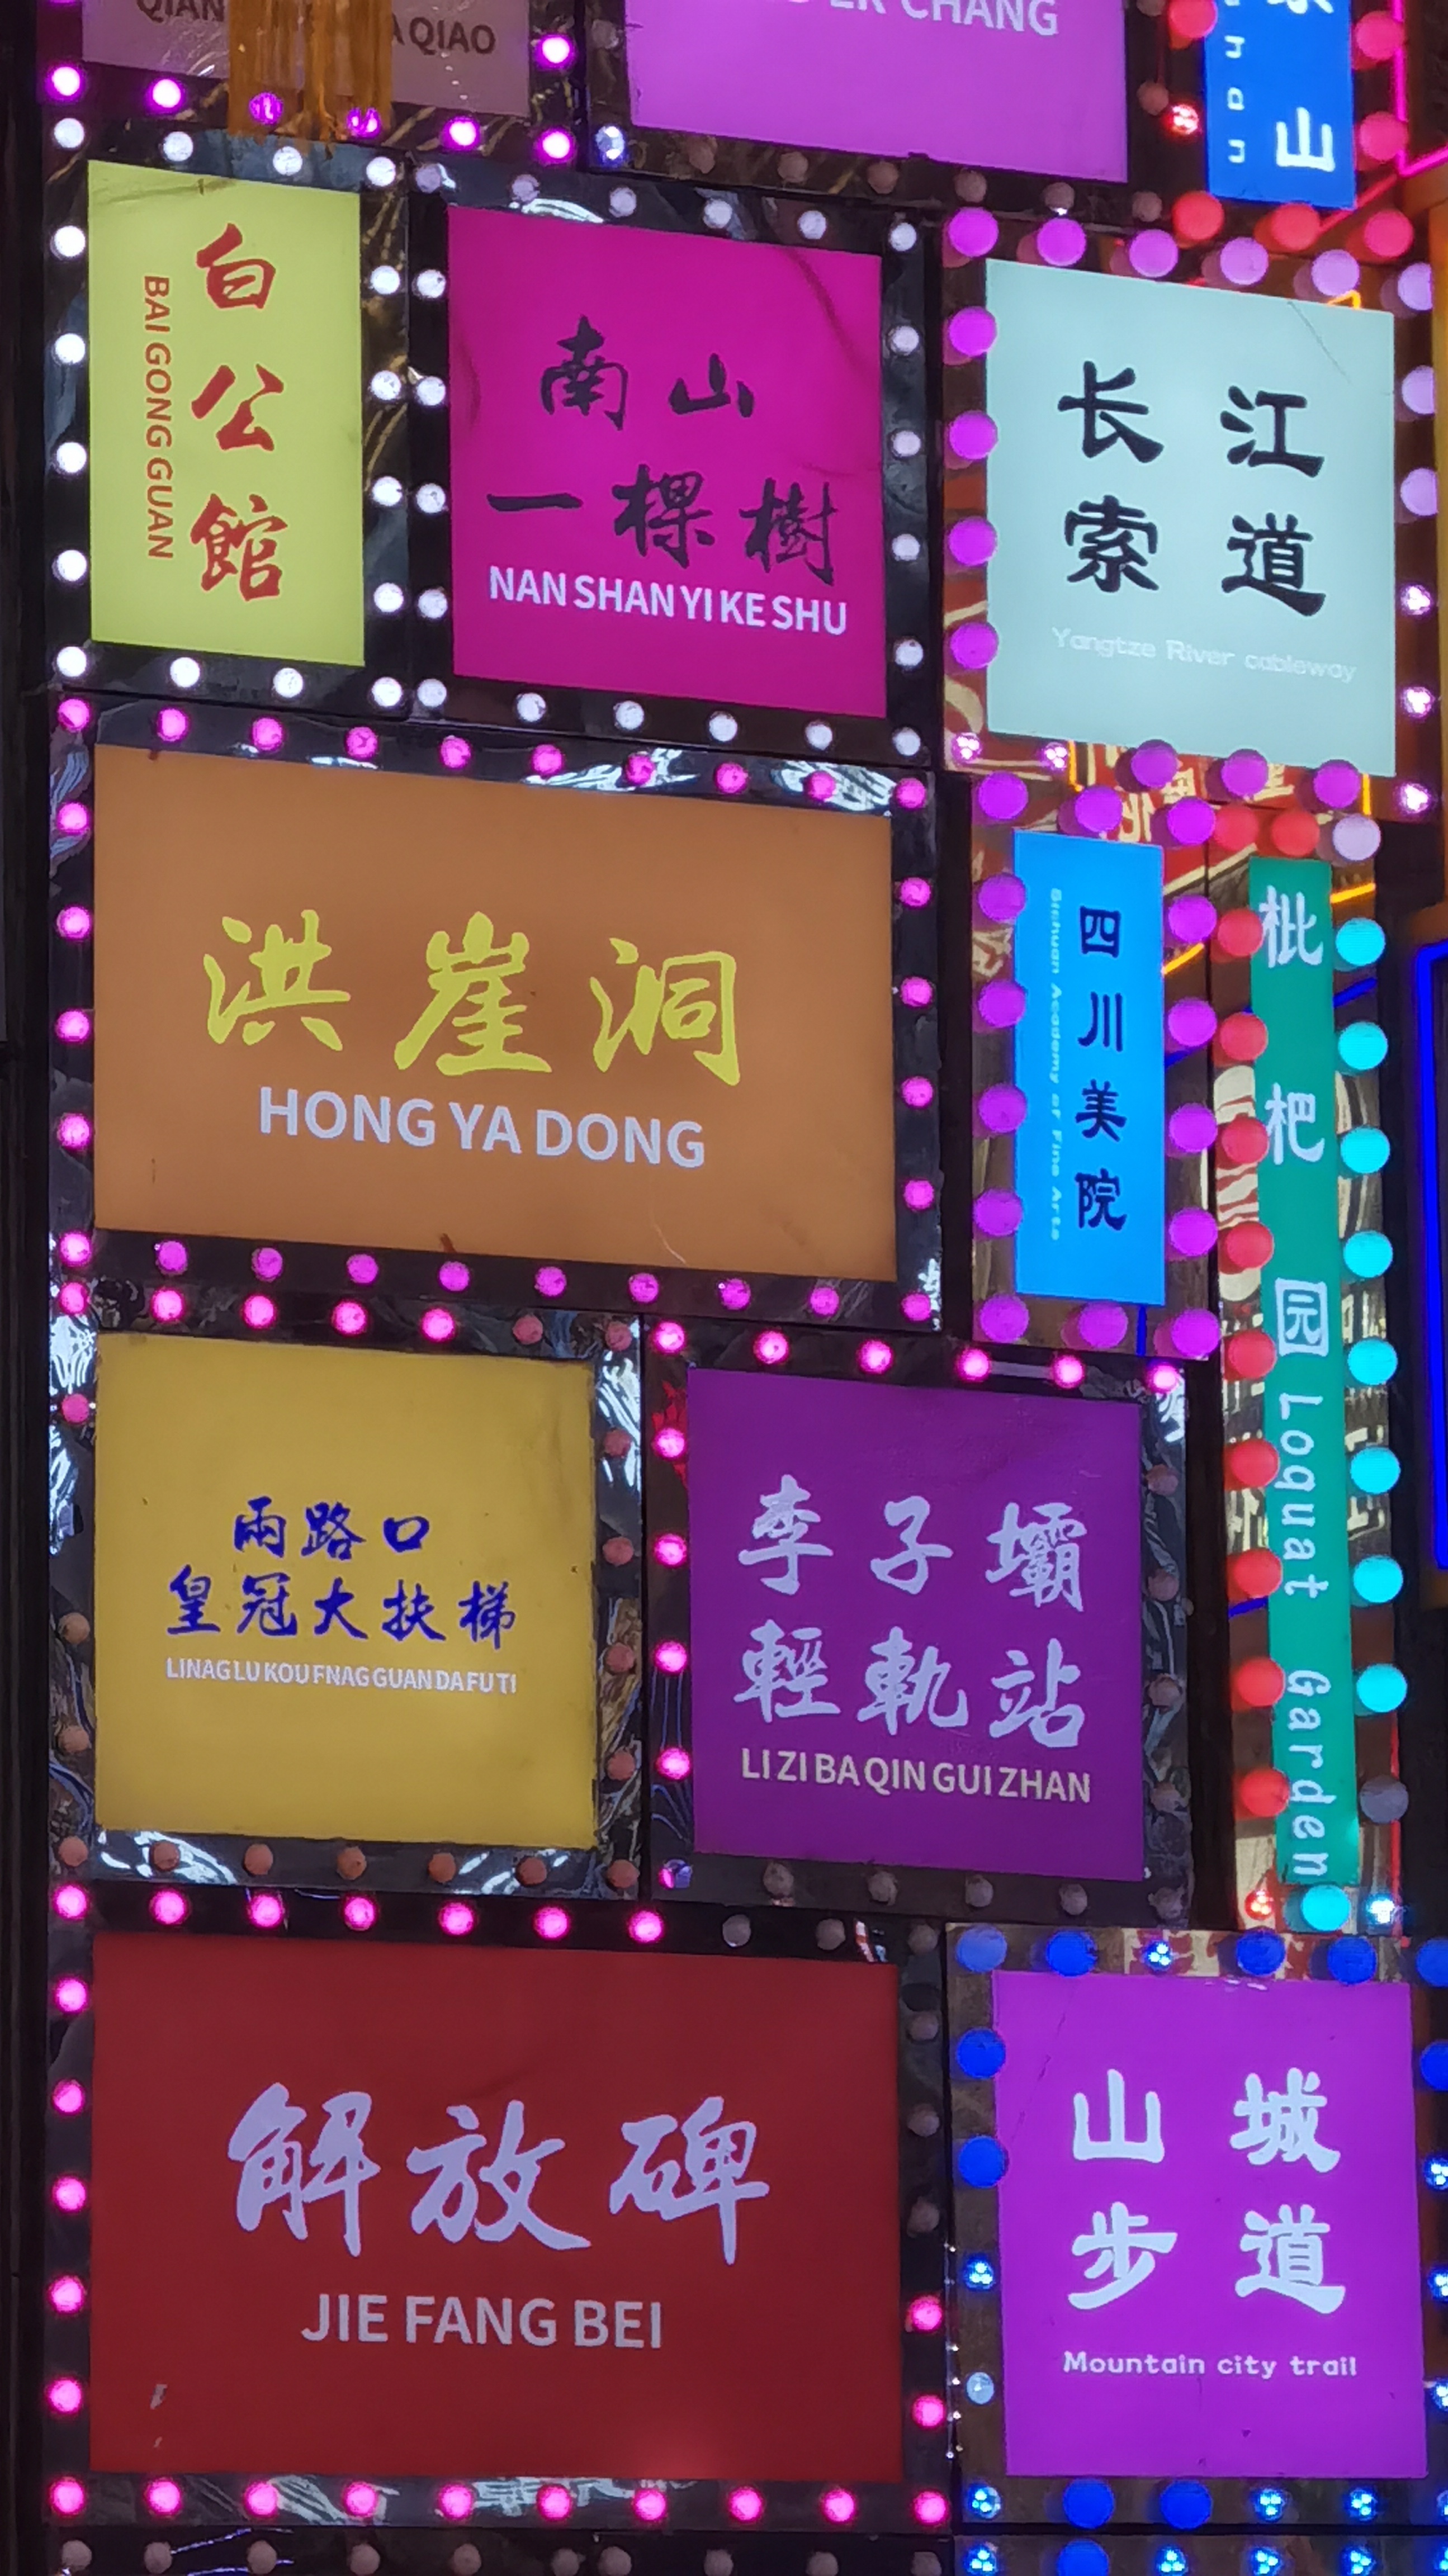 QIAN
A QIAO
ER CHANG
山
han
白公館
BAI GONG GUAN
南山
一棵樹
NAN SHAN YI KE SHU
长江
索道
Yangtze River cableway
洪崖洞
HONG YA DONG
四川美院
Sichuan Academy of Fine Arts
枇杷园 Loquat Garden
兩路口
皇冠大扶梯
LINAG LU KOU FNAG GUAN DA FU TI
李子壩
輕軌站
LI ZI BA QIN GUI ZHAN
解放碑
JIE FANG BEI
山城
步道
Mountain city trail